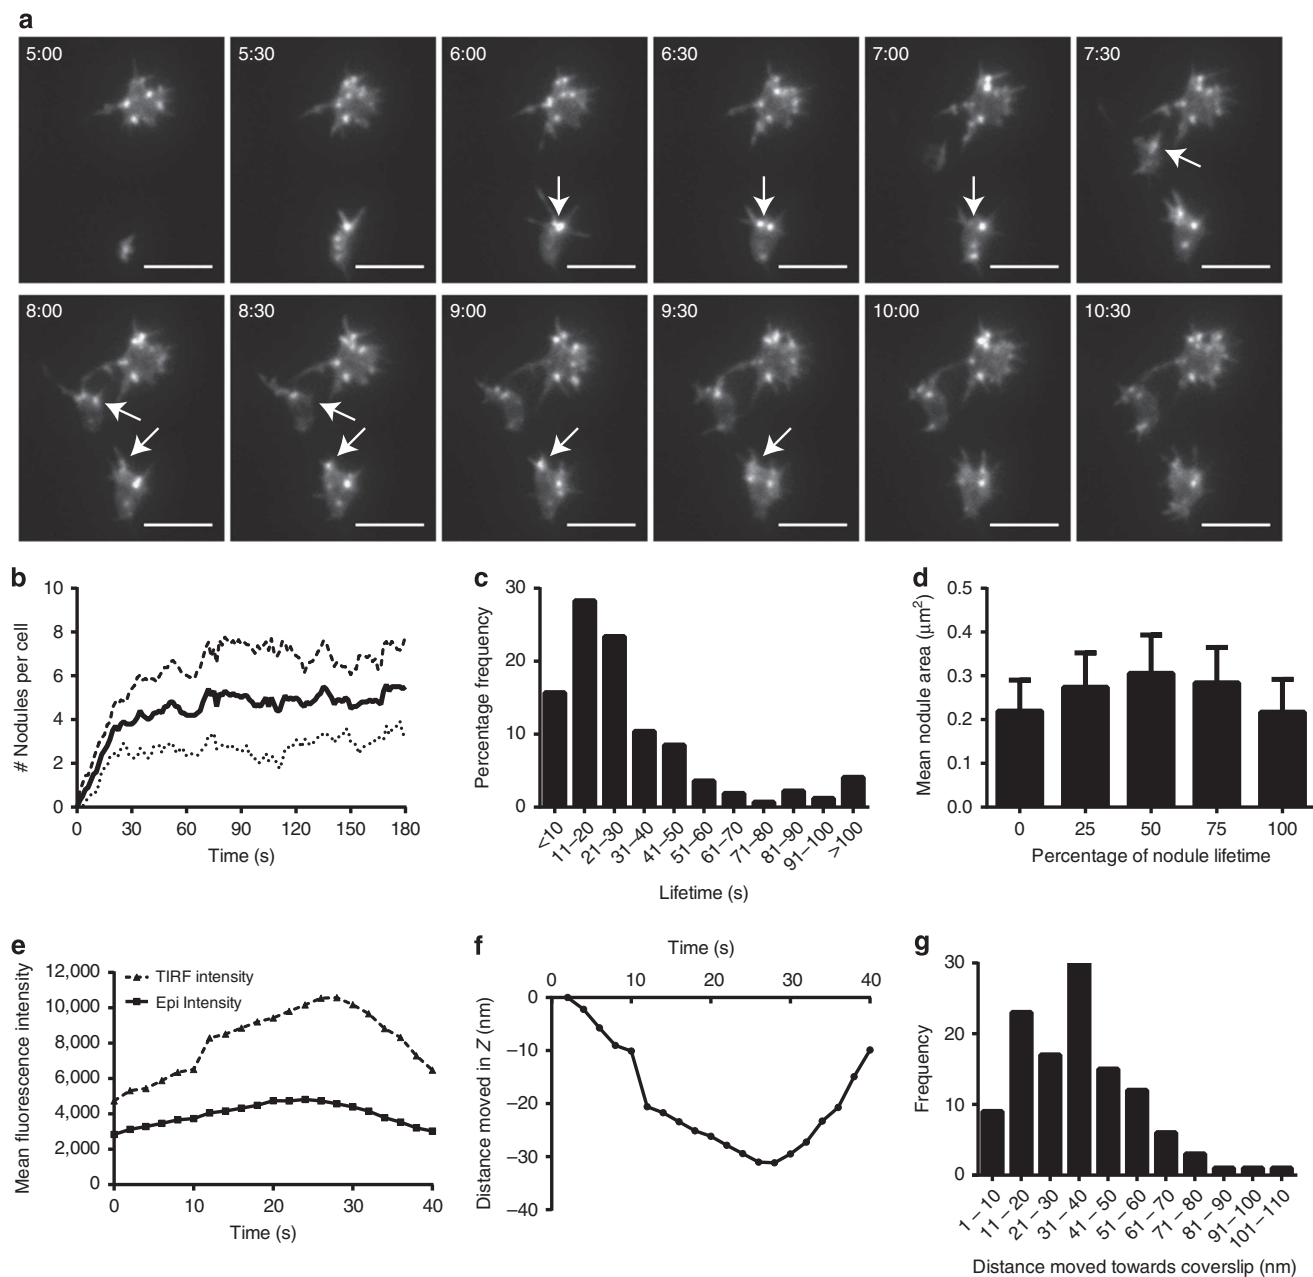 a
5:00 5:30 6:00 6:30 7:00 7:30
8:00 8:30 9:00 9:30 10:00 10:30
b
# Nodules per cell
10
8
6
4
2
0
0 30 60 90 120 150 180
Time (s)
c
Percentage frequency
30
20
10
0
<10 11–20 21–30 31–40 41–50 51–60 61–70 71–80 81–90 91–100 >100
Lifetime (s)
d
Mean nodule area (μm²)
0.5
0.4
0.3
0.2
0.1
0.0
0 25 50 75 100
Percentage of nodule lifetime
e
Mean fluorescence intensity
12,000
10,000
8,000
6,000
4,000
2,000
0
TIRF intensity
Epi Intensity
0 10 20 30 40
Time (s)
f
Time (s)
0 10 20 30 40
Distance moved in Z (nm)
0
–10
–20
–30
–40
g
Frequency
30
20
10
0
1 – 10 11 – 20 21 – 30 31 – 40 41 – 50 51 – 60 61 – 70 71 – 80 81 – 90 91 – 100 101 – 110
Distance moved towards coverslip (nm)